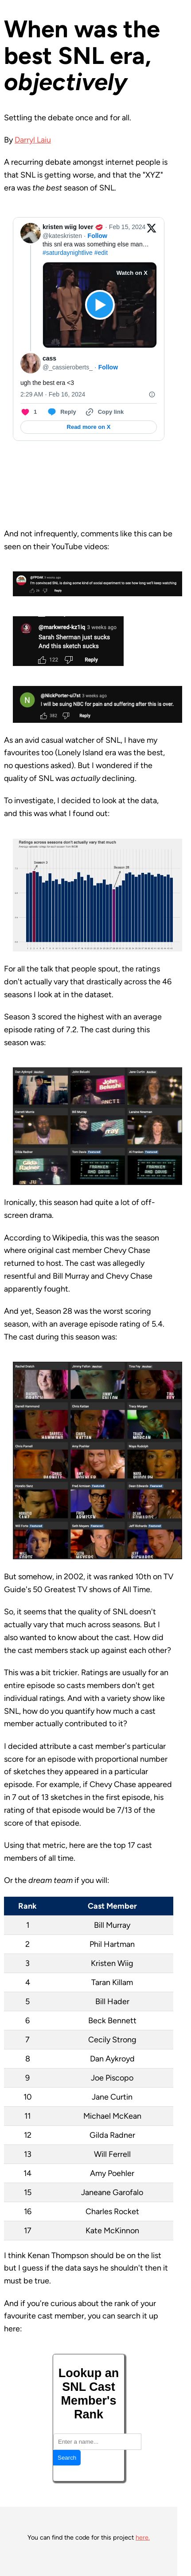 When was the
best SNL era,
objectively
Settling the debate once and for all.
By Darryl Laiu
A recurring debate amongst internet people is
that SNL is getting worse, and that the "XYZ"
era was the best season of SNL.
kristen wiig lover · Feb 15, 2024
@kateskristen · Follow
this snl era was something else man…
#saturdaynightlive #edit
Watch on X
cass
@_cassieroberts_ · Follow
ugh the best era <3
2:29 AM · Feb 16, 2024
1 Reply Copy link
Read more on X
And not infrequently, comments like this can be
seen on their YouTube videos:
I'm convinced SNL is doing some kind of social experiment to see how long we'll keep watching
Reply
@markwred-kz1iq 3 weeks ago
Sarah Sherman just sucks
And this sketch did too
122 Reply
@NickPorter-ui7st 3 weeks ago
I will be suing NBC for pain and suffering after this is over.
382 Reply
As an avid casual watcher of SNL, I have my
favourites too (Lonely Island era was the best,
no questions asked). But I wondered if the
quality of SNL was actually declining.
To investigate, I decided to look at the data,
and this was what I found out:
Ratings across seasons don't actually vary that much
Season 3
Season 28
For all the talk that people spout, the ratings
don't actually vary that drastically across the 46
seasons I look at in the dataset.
Season 3 scored the highest with an average
episode rating of 7.2. The cast during this
season was:
Dan Aykroyd John Belushi Jane Curtin
Garrett Morris Bill Murray Laraine Newman
Gilda Radner Tom Davis Al Franken
Ironically, this season had quite a lot of off-
screen drama.
According to Wikipedia, this was the season
where original cast member Chevy Chase
returned to host. The cast was allegedly
resentful and Bill Murray and Chevy Chase
apparently fought.
And yet, Season 28 was the worst scoring
season, with an average episode rating of 5.4.
The cast during this season was:
Rachel Dratch Jimmy Fallon Tina Fey
Darrell Hammond Chris Kattan Tracy Morgan
Chris Parnell Amy Poehler Maya Rudolph
Horatio Sanz Fred Armisen Dean Edwards
Will Forte Seth Meyers Jeff Richards
But somehow, in 2002, it was ranked 10th on TV
Guide's 50 Greatest TV shows of All Time.
So, it seems that the quality of SNL doesn't
actually vary that much across seasons. But I
also wanted to know about the cast. How did
the cast members stack up against each other?
This was a bit trickier. Ratings are usually for an
entire episode so casts members don't get
individual ratings. And with a variety show like
SNL, how do you quantify how much a cast
member actually contributed to it?
I decided attribute a cast member's particular
score for an episode with proportional number
of sketches they appeared in a particular
episode. For example, if Chevy Chase appeared
in 7 out of 13 sketches in the first episode, his
rating of that episode would be 7/13 of the
score of that episode.
Using that metric, here are the top 17 cast
members of all time.
Or the dream team if you will:
Rank Cast Member
1 Bill Murray
2 Phil Hartman
3 Kristen Wiig
4 Taran Killam
5 Bill Hader
6 Beck Bennett
7 Cecily Strong
8 Dan Aykroyd
9 Joe Piscopo
10 Jane Curtin
11 Michael McKean
12 Gilda Radner
13 Will Ferrell
14 Amy Poehler
15 Janeane Garofalo
16 Charles Rocket
17 Kate McKinnon
I think Kenan Thompson should be on the list
but I guess if the data says he shouldn't then it
must be true.
And if you're curious about the rank of your
favourite cast member, you can search it up
here:
Lookup an
SNL Cast
Member's
Rank
Enter a name...
Search
You can find the code for this project here.